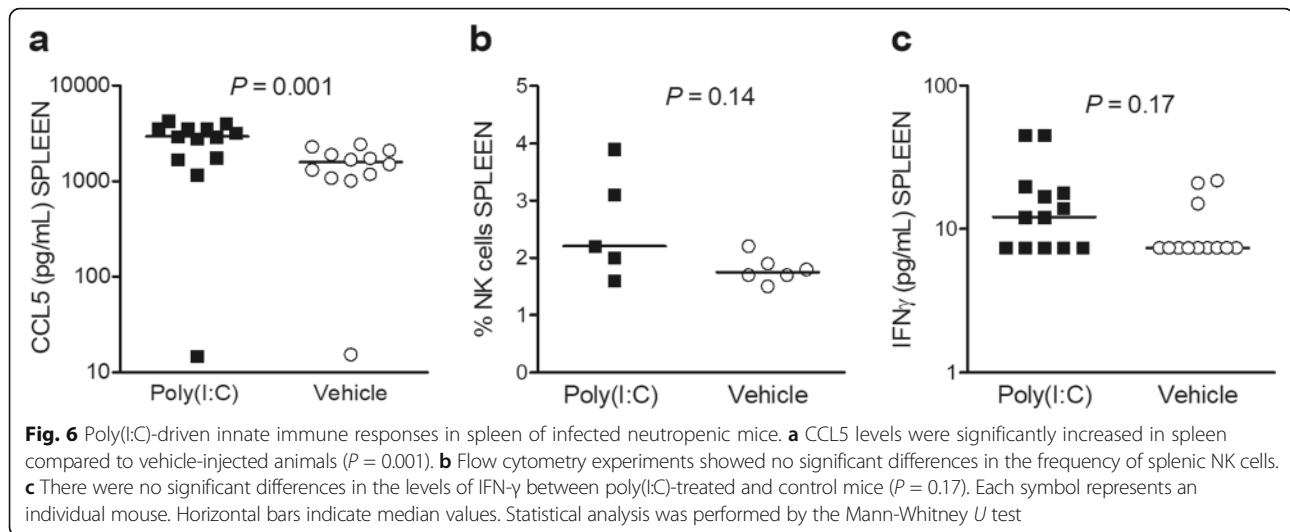 a
b
c
P = 0.001
P = 0.14
P = 0.17
CCL5 (pg/mL) SPLEEN
10000
1000
100
10
Poly(I:C) Vehicle
% NK cells SPLEEN
5
4
3
2
1
0
Poly(I:C) Vehicle
IFNγ (pg/mL) SPLEEN
100
10
1
Poly(I:C) Vehicle
Fig. 6 Poly(I:C)-driven innate immune responses in spleen of infected neutropenic mice. a CCL5 levels were significantly increased in spleen
compared to vehicle-injected animals (P = 0.001). b Flow cytometry experiments showed no significant differences in the frequency of splenic NK cells.
c There were no significant differences in the levels of IFN-γ between poly(I:C)-treated and control mice (P = 0.17). Each symbol represents an
individual mouse. Horizontal bars indicate median values. Statistical analysis was performed by the Mann-Whitney U test